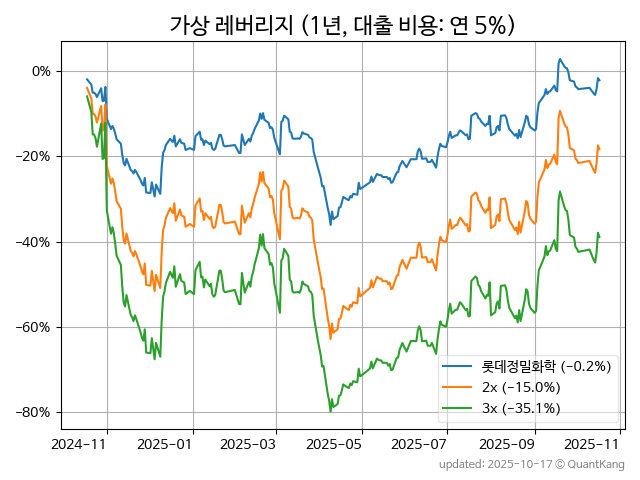 가상 레버리지 (1년, 대출 비용: 연 5%)
0%
−20%
−40%
−60%
−80%
롯데정밀화학 (−0.2%)
2x (−15.0%)
3x (−35.1%)
2024-11 2025-01 2025-03 2025-05 2025-07 2025-09 2025-11
updated: 2025-10-17 © QuantKang